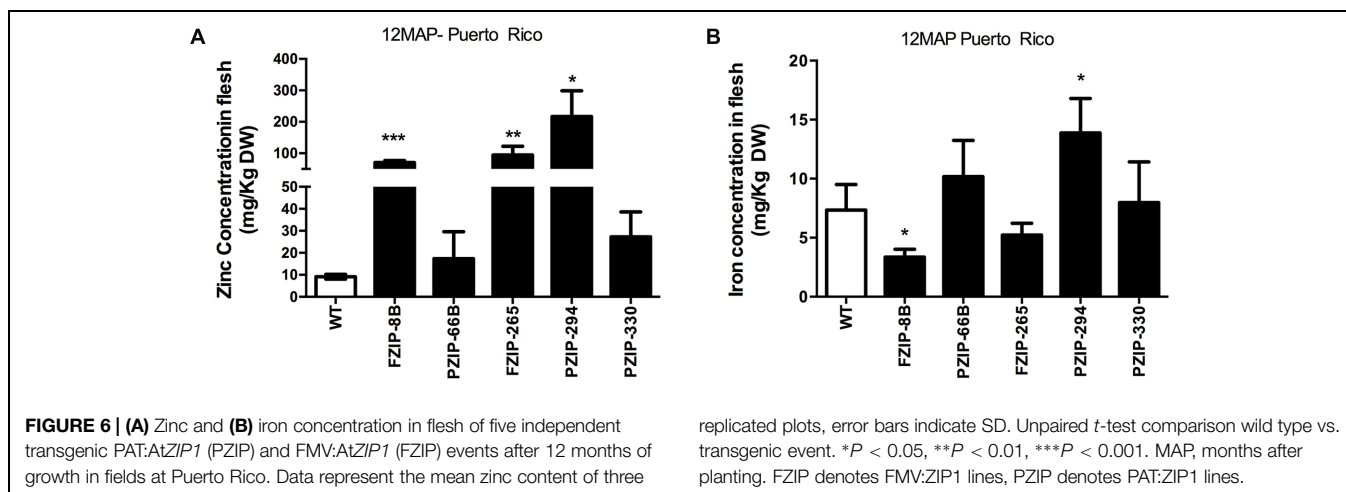 A
12MAP- Puerto Rico
Zinc Concentrationin flesh
(mg/Kg DW)
400
300
200
100
50
40
30
20
10
0
***
**
*
WT
FZIP-8B
PZIP-66B
FZIP-265
PZIP-294
PZIP-330
B
12MAP Puerto Rico
Iron concentration in flesh
(mg/Kg DW)
20
15
10
5
0
*
*
WT
FZIP-8B
PZIP-66B
FZIP-265
PZIP-294
PZIP-330
FIGURE 6 | (A) Zinc and (B) iron concentration in flesh of five independent
transgenic PAT:AtZIP1 (PZIP) and FMV:AtZIP1 (FZIP) events after 12 months of
growth in fields at Puerto Rico. Data represent the mean zinc content of three
replicated plots, error bars indicate SD. Unpaired t-test comparison wild type vs.
transgenic event. *P < 0.05, **P < 0.01, ***P < 0.001. MAP, months after
planting. FZIP denotes FMV:ZIP1 lines, PZIP denotes PAT:ZIP1 lines.